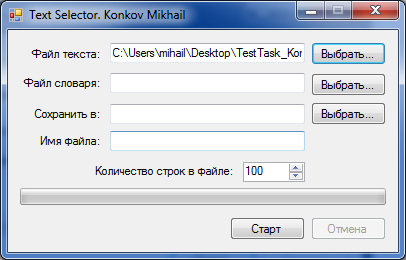 Text Selector. Konkov Mikhail
Файл текста: C:\Users\mihail\Desktop\TestTask_Kor Выбрать...
Файл словаря: Выбрать...
Сохранить в: Выбрать...
Имя файла:
Количество строк в файле: 100
Старт Отмена